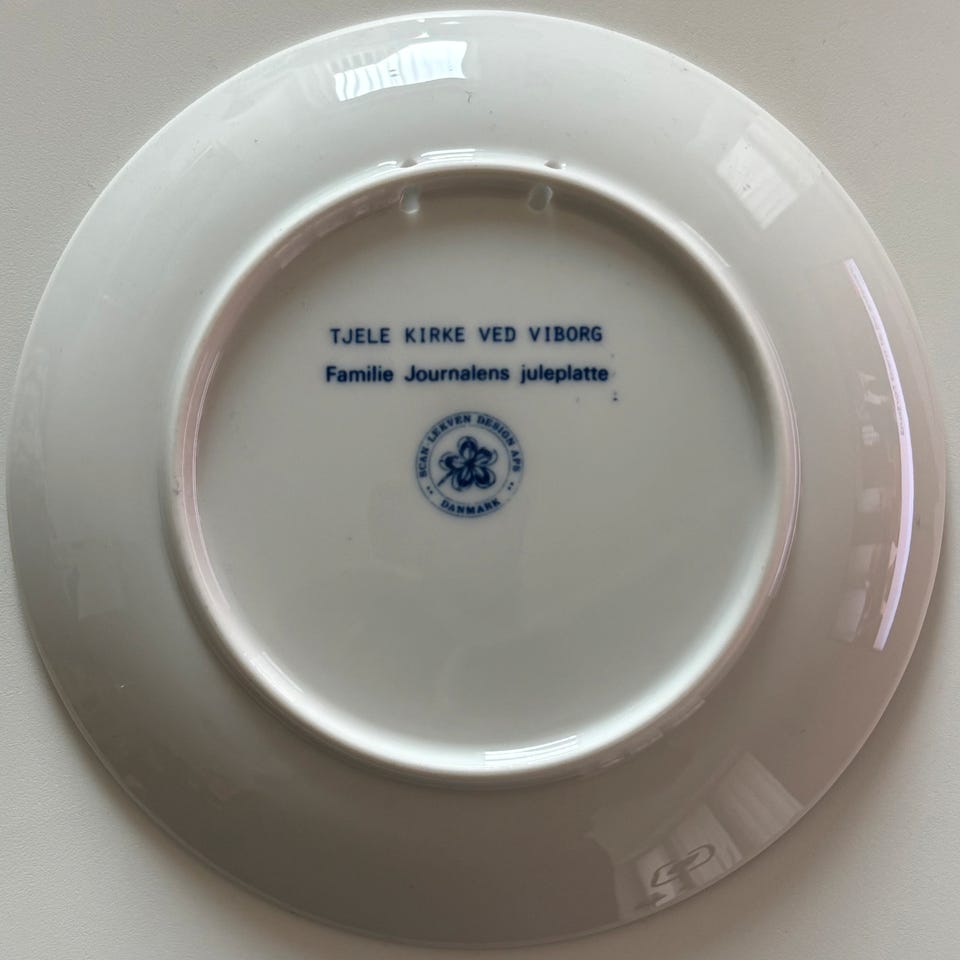 TJELE KIRKE VED VIBORG
Familie Journalens juleplatte
SCAN LEKVEN DESIGN APS
DANMARK